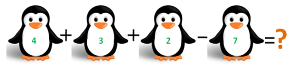 4 + 3 + 2 − 7 = ?